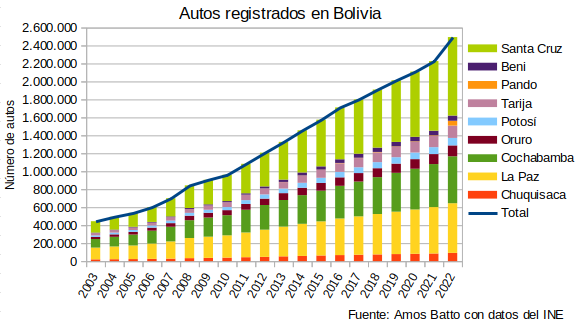 Autos registrados en Bolivia
Número de autos
2.600.000
2.400.000
2.200.000
2.000.000
1.800.000
1.600.000
1.400.000
1.200.000
1.000.000
800.000
600.000
400.000
200.000
0
2003 2004 2005 2006 2007 2008 2009 2010 2011 2012 2013 2014 2015 2016 2017 2018 2019 2020 2021 2022
Santa Cruz
Beni
Pando
Tarija
Potosí
Oruro
Cochabamba
La Paz
Chuquisaca
Total
Fuente: Amos Batto con datos del INE